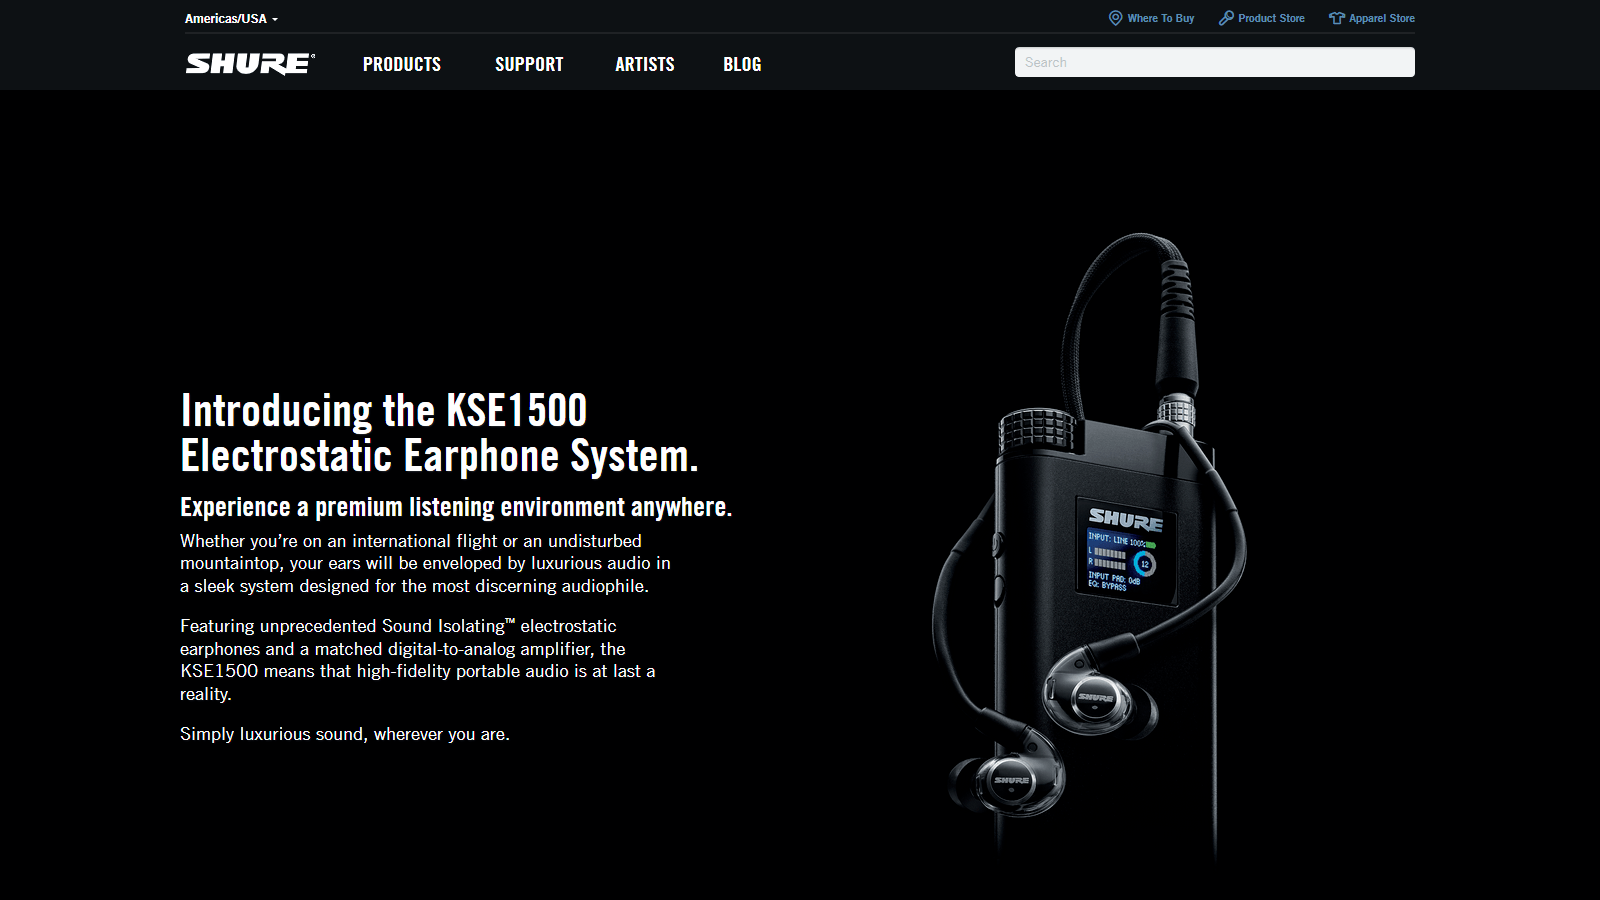 Americas/USA
Where To Buy
Product Store
Apparel Store
SHURE
PRODUCTS
SUPPORT
ARTISTS
BLOG
Search
Introducing the KSE1500
Electrostatic Earphone System.
Experience a premium listening environment anywhere.
Whether you’re on an international flight or an undisturbed
mountaintop, your ears will be enveloped by luxurious audio in
a sleek system designed for the most discerning audiophile.
Featuring unprecedented Sound Isolating™ electrostatic
earphones and a matched digital-to-analog amplifier, the
KSE1500 means that high-fidelity portable audio is at last a
reality.
Simply luxurious sound, wherever you are.
SHURE
INPUT: LINE 100%
L
R
12
INPUT PAD: 0dB
EQ: BYPASS
SHURE
SHURE